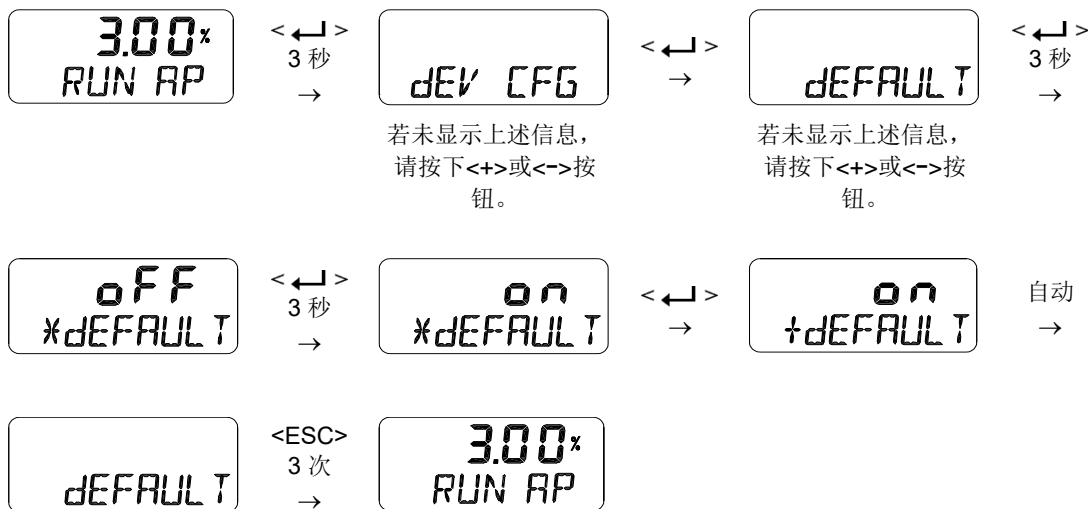 3.00%
RUN AP
<↵>
3 秒
→
dEV CFG
若未显示上述信息，
请按下<+>或<->按
钮。
<↵>
→
dEFAULT
若未显示上述信息，
请按下<+>或<->按
钮。
<↵>
3 秒
→
oFF
*dEFAULT
<↵>
3 秒
→
on
*dEFAULT
<↵>
→
on
+dEFAULT
自动
→
dEFAULT
<ESC>
3 次
→
3.00%
RUN AP